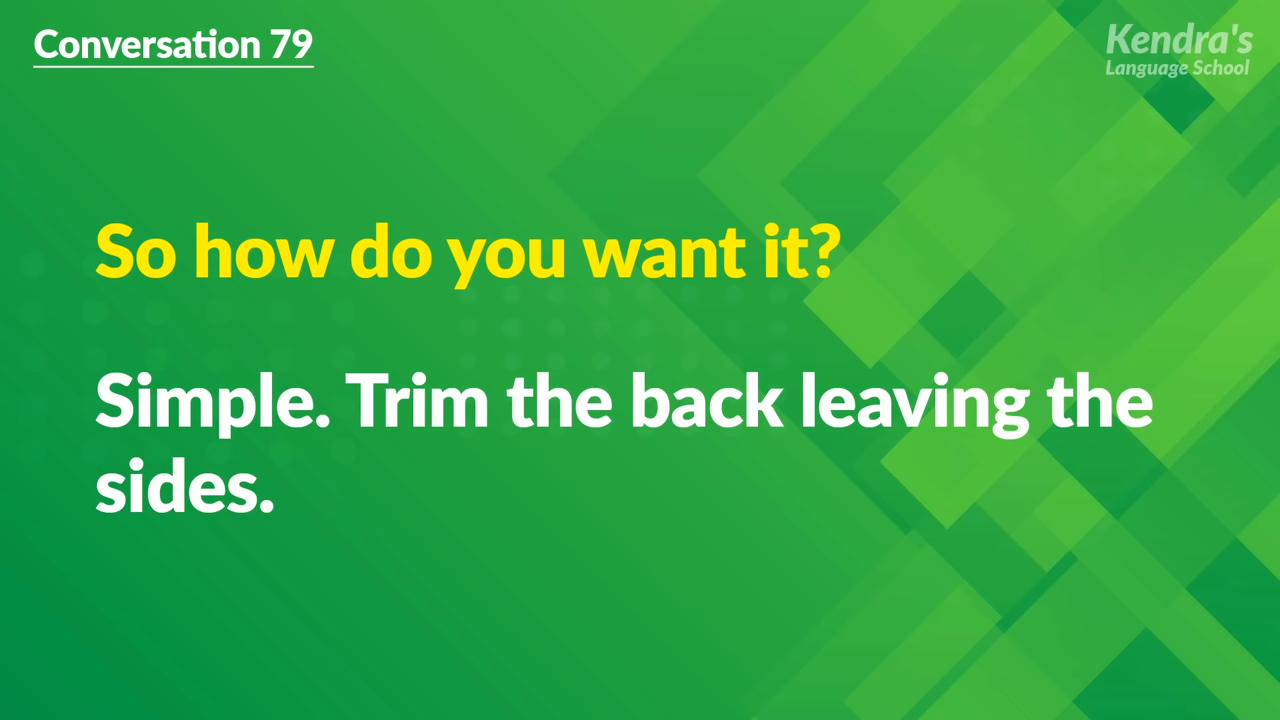 Conversation 79
Kendra's
Language School
So how do you want it?
Simple. Trim the back leaving the
sides.